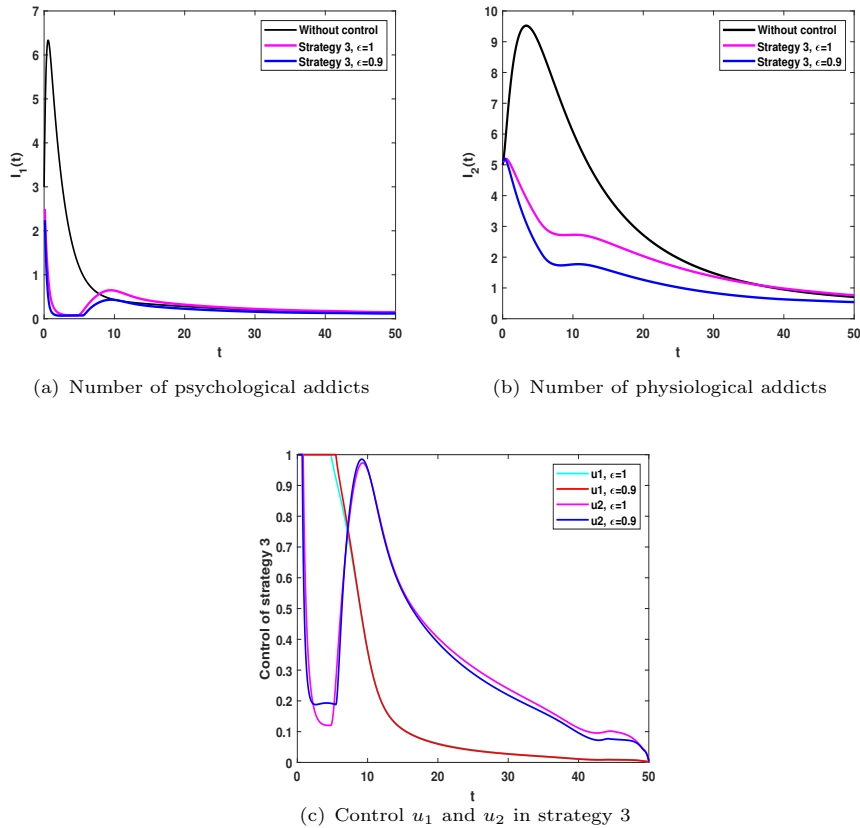 7
6
5
4
3
2
1
0
I₁(t)
0 10 20 30 40 50
t
Without control
Strategy 3, ϵ=1
Strategy 3, ϵ=0.9
(a) Number of psychological addicts
10
9
8
7
6
5
4
3
2
1
0
I₂(t)
0 10 20 30 40 50
t
Without control
Strategy 3, ϵ=1
Strategy 3, ϵ=0.9
(b) Number of physiological addicts
1
0.9
0.8
0.7
0.6
0.5
0.4
0.3
0.2
0.1
0
Control of strategy 3
0 10 20 30 40 50
t
u1, ϵ=1
u1, ϵ=0.9
u2, ϵ=1
u2, ϵ=0.9
(c) Control u₁ and u₂ in strategy 3